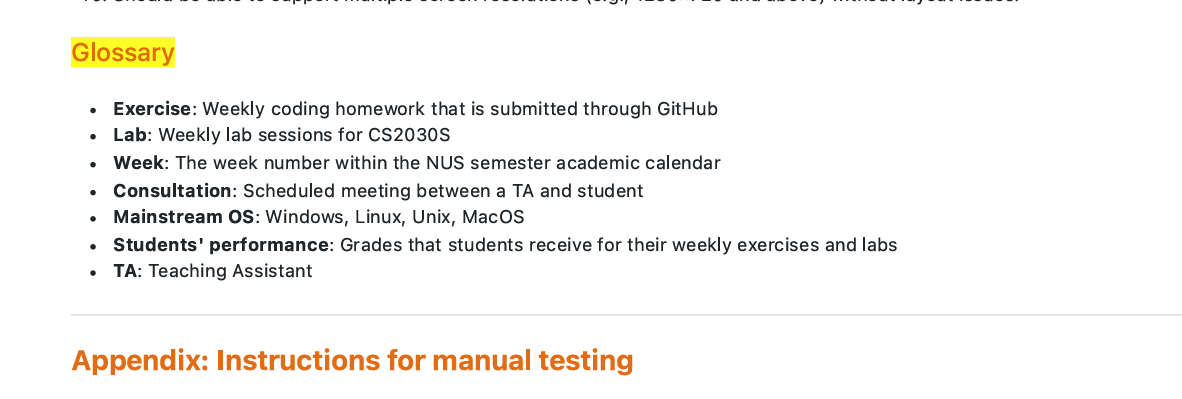 Glossary
• Exercise: Weekly coding homework that is submitted through GitHub
• Lab: Weekly lab sessions for CS2030S
• Week: The week number within the NUS semester academic calendar
• Consultation: Scheduled meeting between a TA and student
• Mainstream OS: Windows, Linux, Unix, MacOS
• Students' performance: Grades that students receive for their weekly exercises and labs
• TA: Teaching Assistant
Appendix: Instructions for manual testing